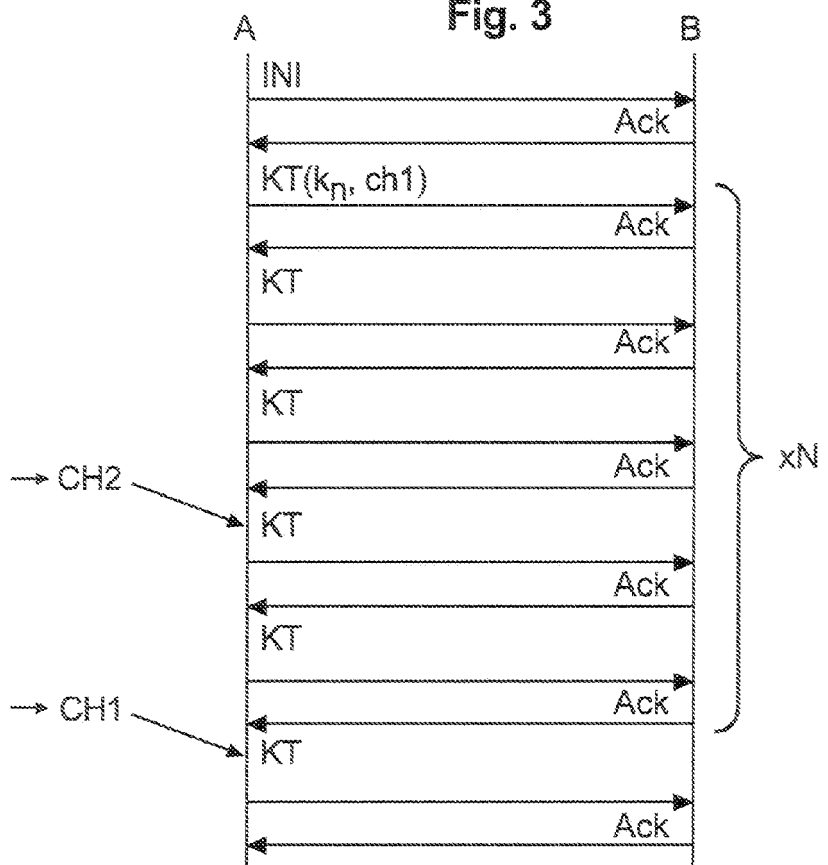 Fig. 3
A B
INI
Ack
KT(kn, ch1)
Ack
KT
Ack
KT
Ack
xN
→ CH2
KT
Ack
KT
Ack
→ CH1
KT
Ack